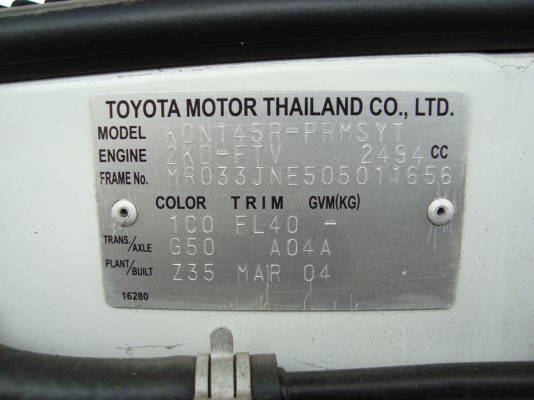 TOYOTA MOTOR THAILAND CO., LTD.
MODEL KDN145R-PRMSYT
ENGINE 2KD-FTV 2494 CC
FRAME No. MR033JNE505011656
COLOR TRIM GVM(KG)
1C0 FL40 -
TRANS./AXLE G50 A04A
PLANT/BUILT Z35 MAR 04
16280